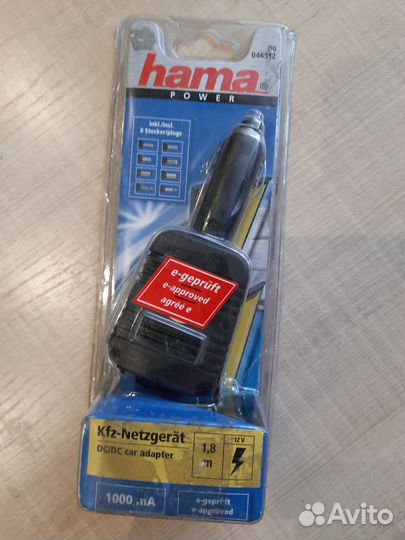 00
046512
hama®
POWER
inkl./incl.
8 Stecker/plugs
e-geprüft
e-approved
agréé e
Kfz-Netzgerät
DC/DC car adapter
1,8
m
12 V
1000 mA
e-geprüft
e-approved
Avito